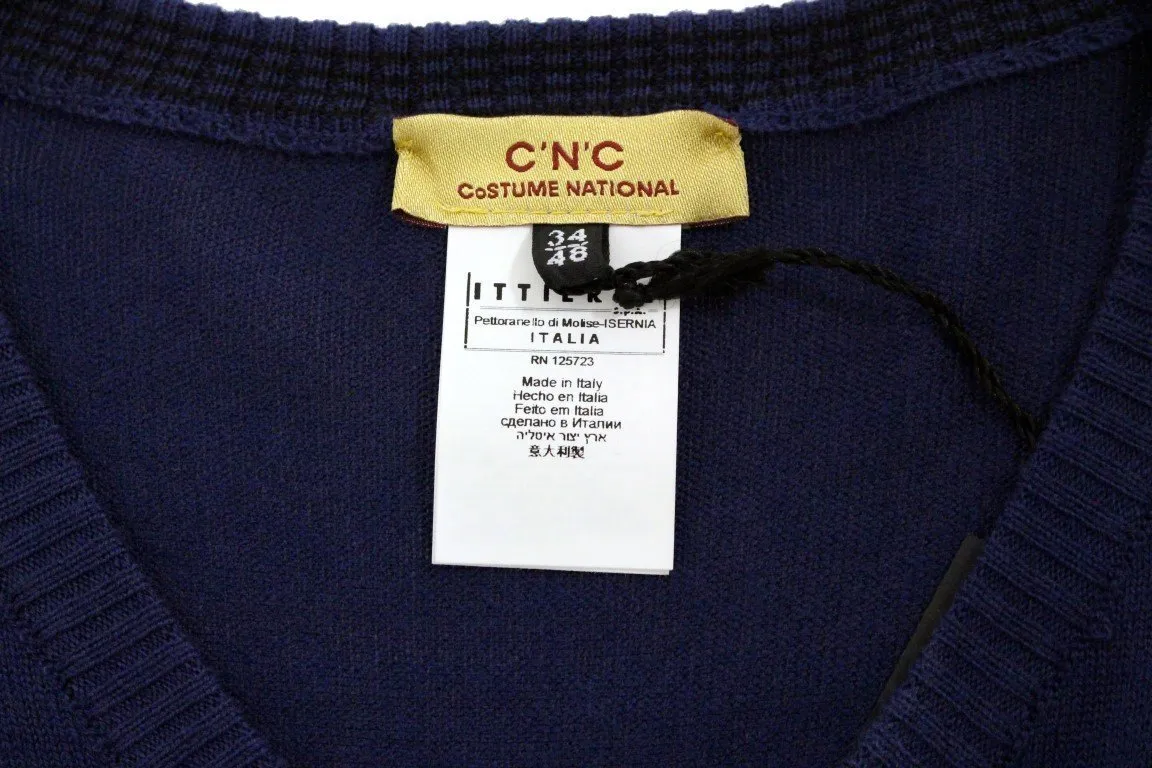 C'N'C
CoSTUME NATIONAL
34
48
s.p.a.
Pettoranello di Molise-ISERNIA
ITALIA
RN 125723
Made in Italy
Hecho en Italia
Feito em Italia
сделано в Италии
ארץ יצור איטליה
意大利製